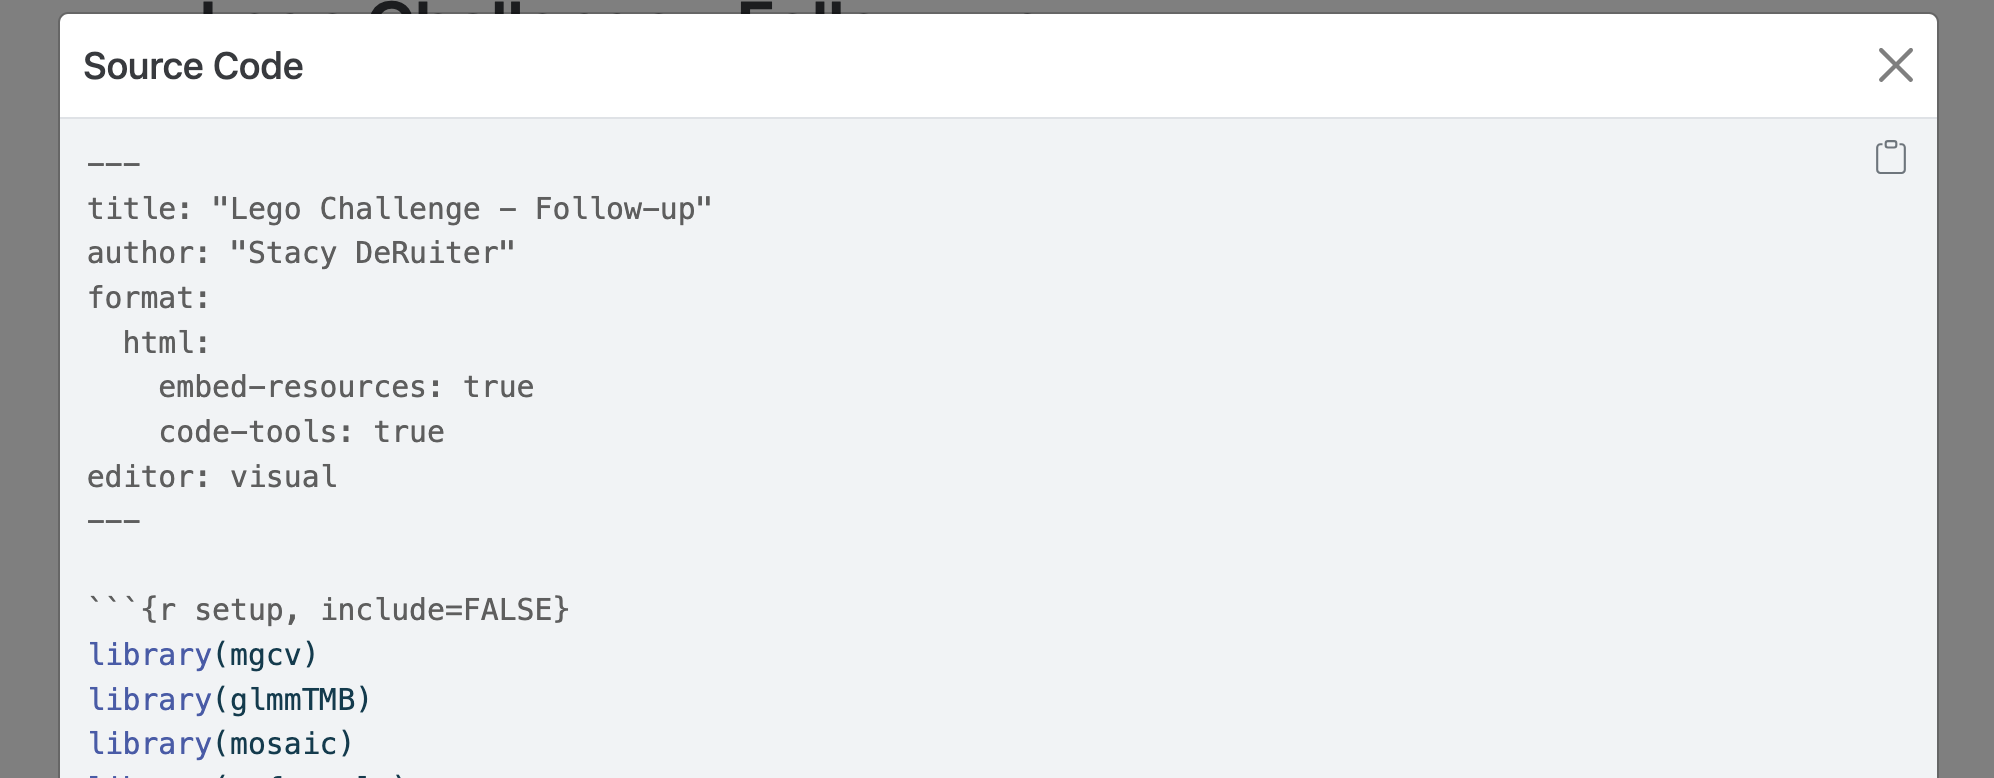 Source Code
---
title: "Lego Challenge - Follow-up"
author: "Stacy DeRuiter"
format:
  html:
    embed-resources: true
    code-tools: true
editor: visual
---
```{r setup, include=FALSE}
library(mgcv)
library(glmmTMB)
library(mosaic)